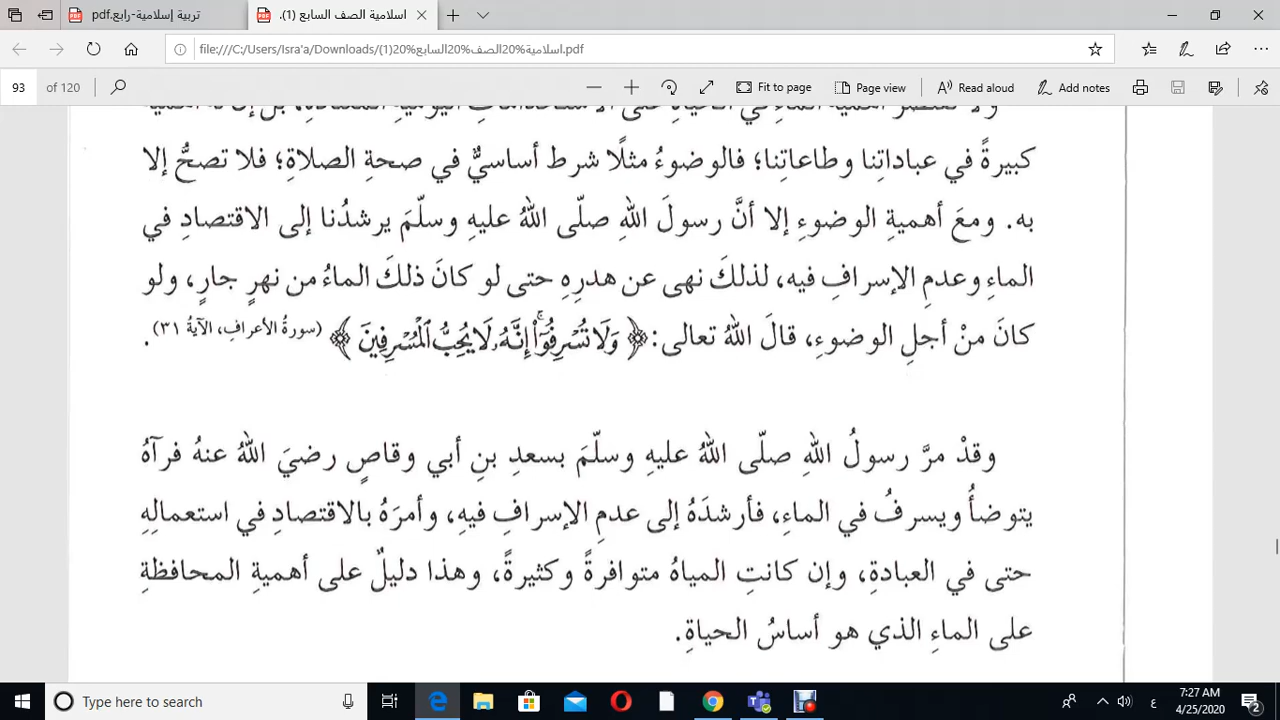 تربية إسلامية-رابع.pdf
اسلامية الصف السابع (1).
file:///C:/Users/Isra'a/Downloads/(1)%20السابع%20الصف%20اسلامية.pdf
93 of 120
Fit to page
Page view
Read aloud
Add notes
كبيرةً في عباداتِنا وطاعاتِنا؛ فالوضوءُ مثلًا شرط أساسيٌّ في صحةِ الصلاةِ؛ فلا تصحُّ إلا
به. ومعَ أهميةِ الوضوءِ إلا أنَّ رسولَ اللهِ صلّى اللهُ عليهِ وسلّمَ يرشدُنا إلى الاقتصادِ في
الماءِ وعدمِ الإسرافِ فيه، لذلكَ نهى عن هدرِهِ حتى لو كانَ ذلكَ الماءُ من نهرٍ جارٍ، ولو
كانَ منْ أجلِ الوضوءِ، قالَ اللهُ تعالى: ﴿ وَلَا تُسْرِفُوٓا۟ ۚ إِنَّهُۥ لَا يُحِبُّ ٱلْمُسْرِفِينَ ﴾ (سورةُ الأعرافِ، الآيةُ ٣١).
وقدْ مرَّ رسولُ اللهِ صلّى اللهُ عليهِ وسلّمَ بسعدِ بنِ أبي وقاصٍ رضيَ اللهُ عنهُ فرآهُ
يتوضأُ ويسرفُ في الماءِ، فأرشدَهُ إلى عدمِ الإسرافِ فيهِ، وأمرَهُ بالاقتصادِ في استعمالِهِ
حتى في العبادةِ، وإن كانتِ المياهُ متوافرةً وكثيرةً، وهذا دليلٌ على أهميةِ المحافظةِ
على الماءِ الذي هو أساسُ الحياةِ.
Type here to search
ع
7:27 AM
4/25/2020
2